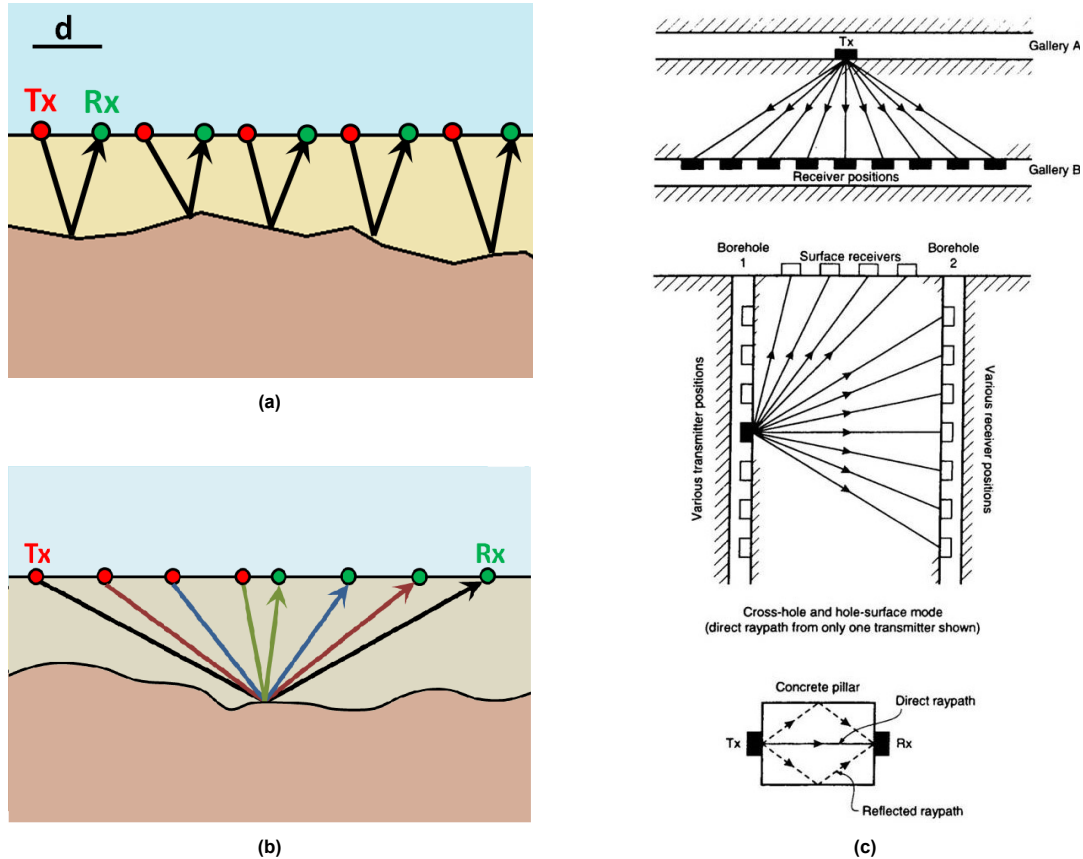 d
Tx Rx
(a)
Tx Rx
(b)
Tx
Gallery A
Gallery B
Receiver positions
Borehole
1
Surface receivers
Borehole
2
Various transmitter positions
Various receiver positions
Cross-hole and hole-surface mode
(direct raypath from only one transmitter shown)
Concrete pillar
Direct raypath
Tx Rx
Reflected raypath
(c)